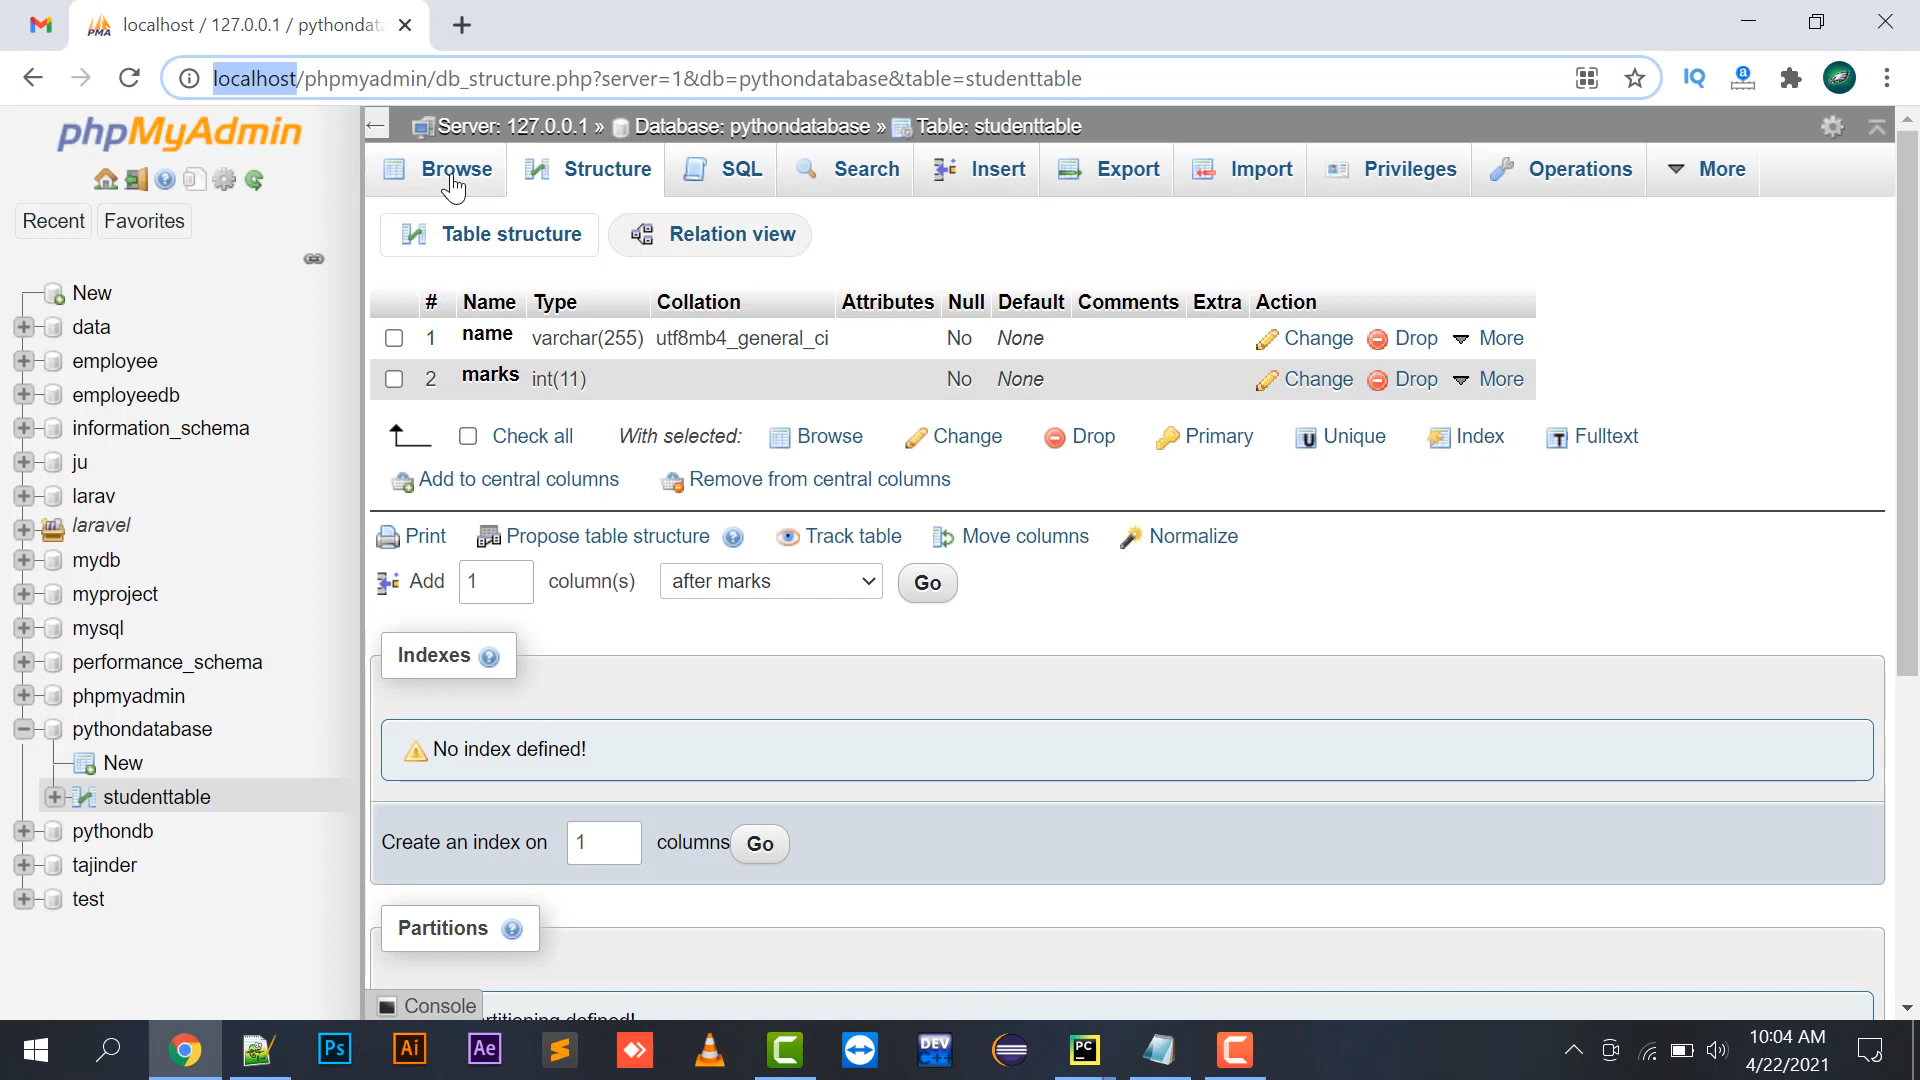 localhost / 127.0.0.1 / pythondata
localhost/phpmyadmin/db_structure.php?server=1&db=pythondatabase&table=studenttable
IQ
phpMyAdmin
Recent
Favorites
New
data
employee
employeedb
information_schema
ju
larav
laravel
mydb
myproject
mysql
performance_schema
phpmyadmin
pythondatabase
New
studenttable
pythondb
tajinder
test
Server: 127.0.0.1 » Database: pythondatabase » Table: studenttable
Browse Structure SQL Search Insert Export Import Privileges Operations More
Table structure Relation view
# Name Type Collation Attributes Null Default Comments Extra Action
1 name varchar(255) utf8mb4_general_ci No None Change Drop More
2 marks int(11) No None Change Drop More
Check all With selected: Browse Change Drop Primary Unique Index Fulltext
Add to central columns Remove from central columns
Print Propose table structure Track table Move columns Normalize
Add 1 column(s) after marks Go
Indexes
No index defined!
Create an index on 1 columns Go
Partitions
Console
Ps Ai Ae DEV C++ PC
10:04 AM
4/22/2021